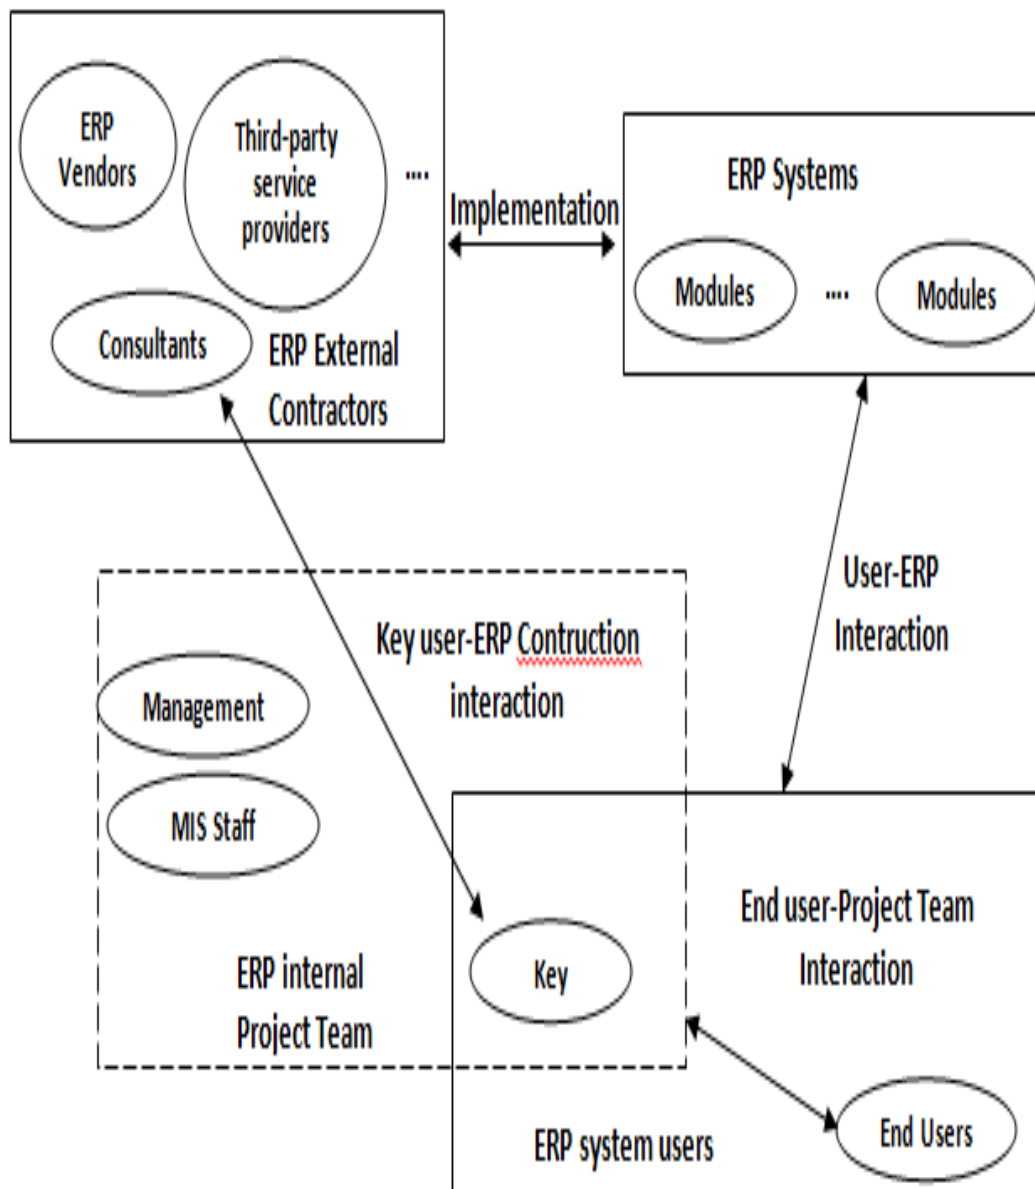 ERP
Vendors
Third-party
service
providers
....
Consultants
ERP External
Contractors
Implementation
ERP Systems
Modules
....
Modules
User-ERP
Interaction
Key user-ERP Contruction
interaction
Management
MIS Staff
ERP internal
Project Team
Key
End user-Project Team
Interaction
End Users
ERP system users